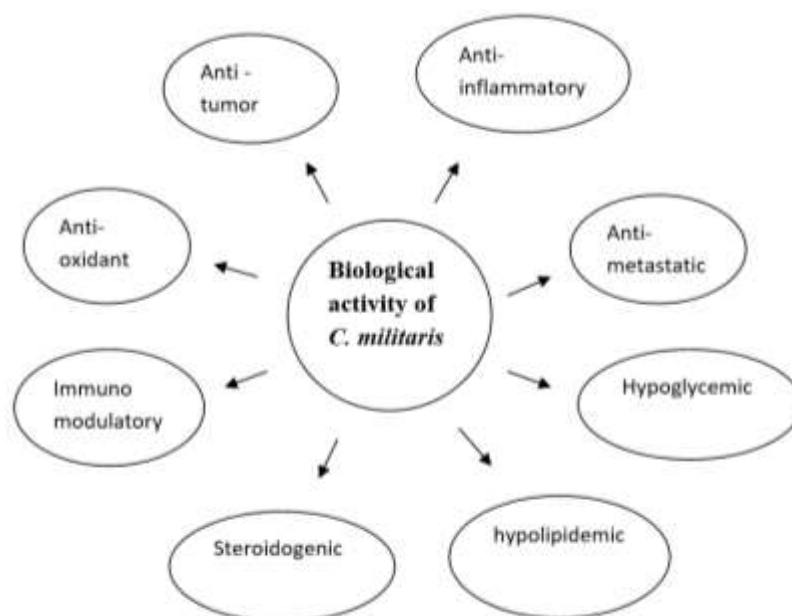 Anti -
tumor
Anti-
inflammatory
Anti-
oxidant
Biological
activity of
C. militaris
Anti-
metastatic
Immuno
modulatory
Hypoglycemic
Steroidogenic
hypolipidemic